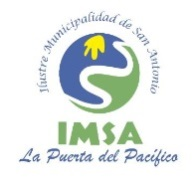 Ilustre Municipalidad de San Antonio
IMSA
La Puerta del Pacífico